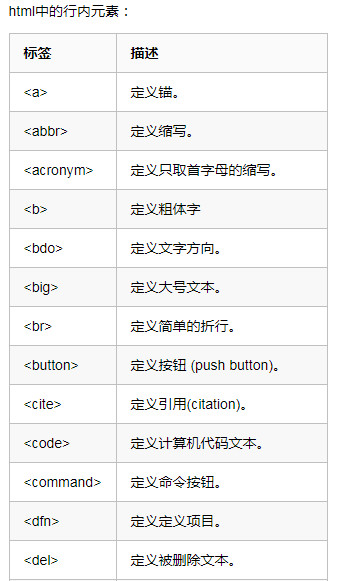 html中的行内元素：
标签 描述
<a> 定义锚。
<abbr> 定义缩写。
<acronym> 定义只取首字母的缩写。
<b> 定义粗体字
<bdo> 定义文字方向。
<big> 定义大号文本。
<br> 定义简单的折行。
<button> 定义按钮 (push button)。
<cite> 定义引用(citation)。
<code> 定义计算机代码文本。
<command> 定义命令按钮。
<dfn> 定义定义项目。
<del> 定义被删除文本。